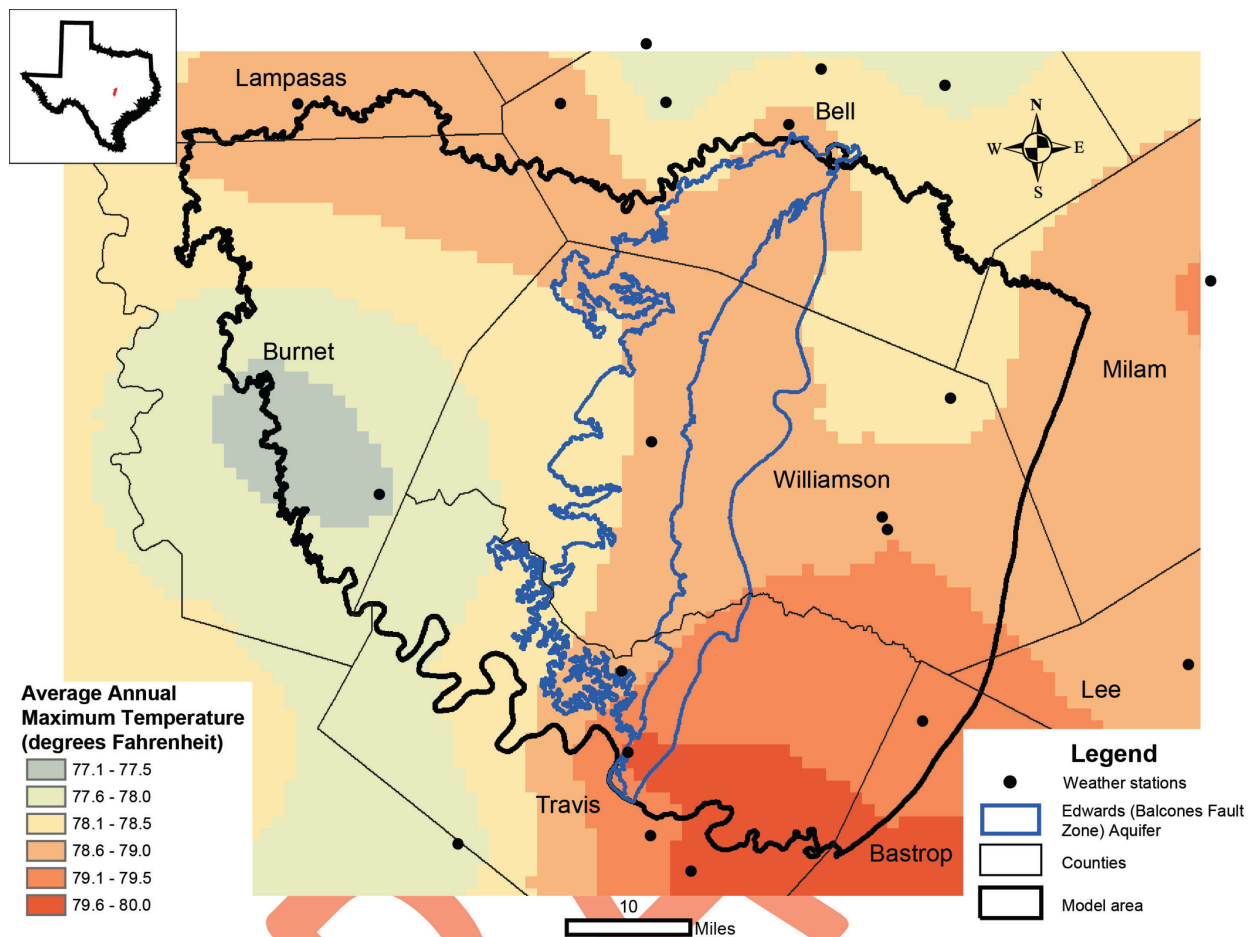 Lampasas
Bell
N
W E
S
Burnet
Milam
Williamson
Lee
Travis
Bastrop
Average Annual
Maximum Temperature
(degrees Fahrenheit)
77.1 - 77.5
77.6 - 78.0
78.1 - 78.5
78.6 - 79.0
79.1 - 79.5
79.6 - 80.0
Legend
Weather stations
Edwards (Balcones Fault
Zone) Aquifer
Counties
Model area
10
Miles